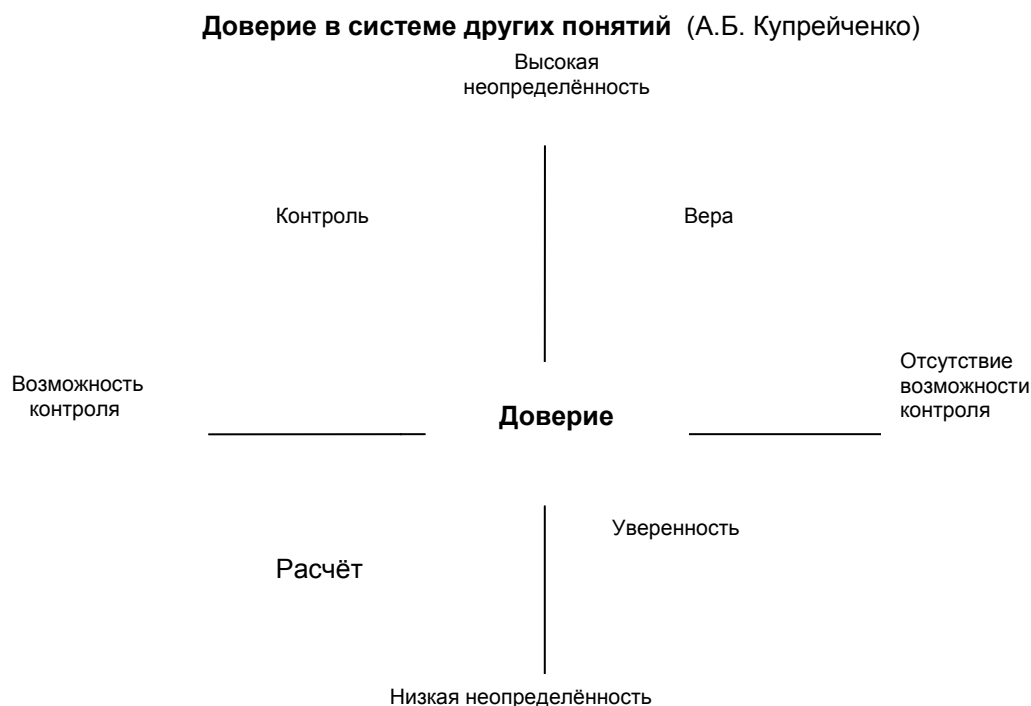 Доверие в системе других понятий (А.Б. Купрейченко)
Высокая
неопределённость
Контроль
Вера
Возможность
контроля
Доверие
Отсутствие
возможности
контроля
Уверенность
Расчёт
Низкая неопределённость